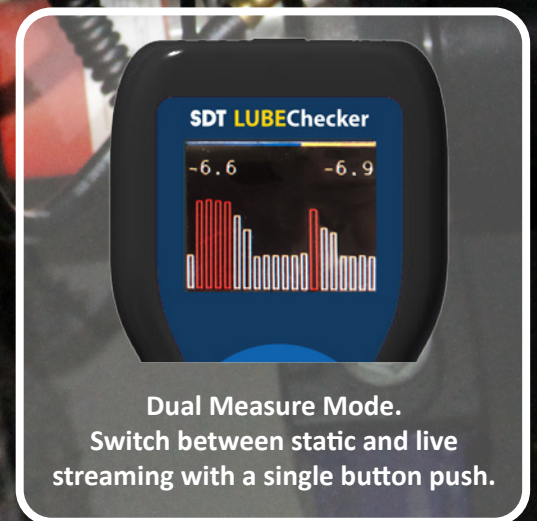 SDT LUBEChecker
-6.6 -6.9
Dual Measure Mode.
Switch between static and live
streaming with a single button push.